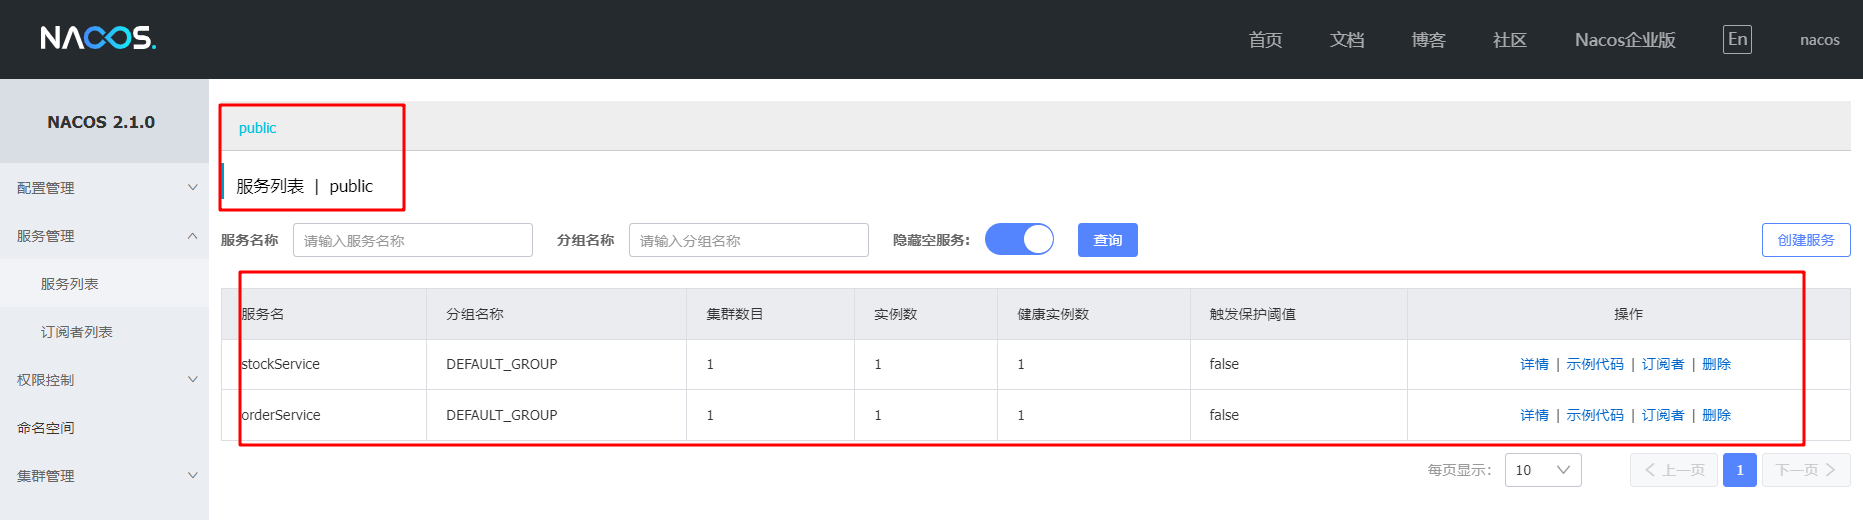 NACOS.
首页 文档 博客 社区 Nacos企业版 En nacos
NACOS 2.1.0
配置管理
服务管理
服务列表
订阅者列表
权限控制
命名空间
集群管理
public
服务列表 | public
服务名称 请输入服务名称 分组名称 请输入分组名称 隐藏空服务: 查询 创建服务
服务名 分组名称 集群数目 实例数 健康实例数 触发保护阈值 操作
stockService DEFAULT_GROUP 1 1 1 false 详情 | 示例代码 | 订阅者 | 删除
orderService DEFAULT_GROUP 1 1 1 false 详情 | 示例代码 | 订阅者 | 删除
每页显示: 10 上一页 1 下一页